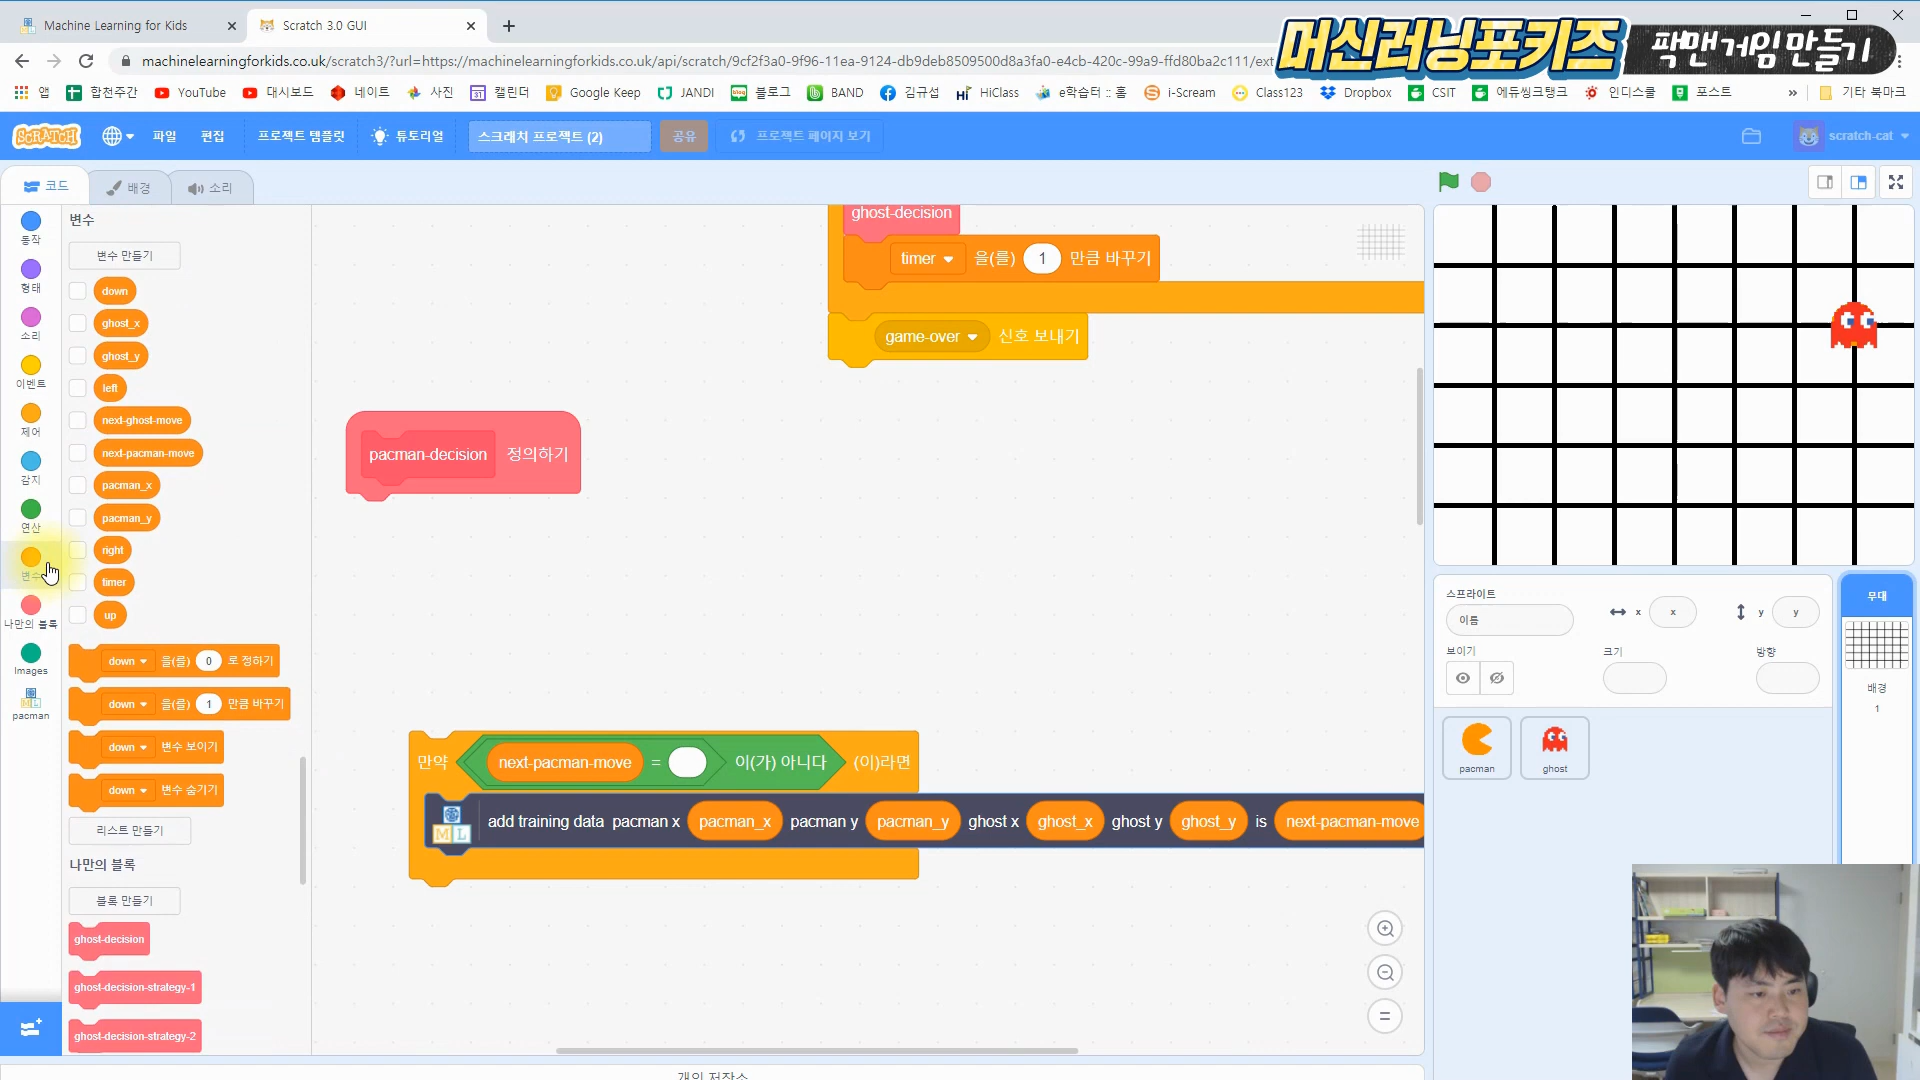 Machine Learning for Kids
Scratch 3.0 GUI
머신러닝포키즈
팩맨게임만들기
machinelearningforkids.co.uk/scratch3/?url=https://machinelearningforkids.co.uk/api/scratch/9cf2f3a0-9f96-11ea-9124-db9deb8509500d8a3fa0-e4cb-420c-99a9-ffd80ba2c111/ext
앱
합천주간
YouTube
대시보드
네이트
사진
캘린더
Google Keep
JANDI
블로그
BAND
김규섭
HiClass
e학습터 :: 홈
i-Scream
Class123
Dropbox
CSIT
에듀씽크탱크
인디스쿨
포스트
»
기타 북마크
SCRATCH
파일
편집
프로젝트 템플릿
튜토리얼
스크래치 프로젝트 (2)
공유
프로젝트 페이지 보기
scratch-cat
코드
배경
소리
동작
형태
소리
이벤트
제어
감지
연산
변수
나만의 블록
Images
pacman
변수
변수 만들기
down
ghost_x
ghost_y
left
next-ghost-move
next-pacman-move
pacman_x
pacman_y
right
timer
up
down 을(를) 0 로 정하기
down 을(를) 1 만큼 바꾸기
down 변수 보이기
down 변수 숨기기
리스트 만들기
나만의 블록
블록 만들기
ghost-decision
ghost-decision-strategy-1
ghost-decision-strategy-2
ghost-decision
timer 을(를) 1 만큼 바꾸기
game-over 신호 보내기
pacman-decision 정의하기
만약 next-pacman-move = 이(가) 아니다 (이)라면
ML add training data pacman x pacman_x pacman y pacman_y ghost x ghost_x ghost y ghost_y is next-pacman-move
개인 저장소
스프라이트
이름
x x
y y
보이기
크기
방향
pacman
ghost
무대
배경
1